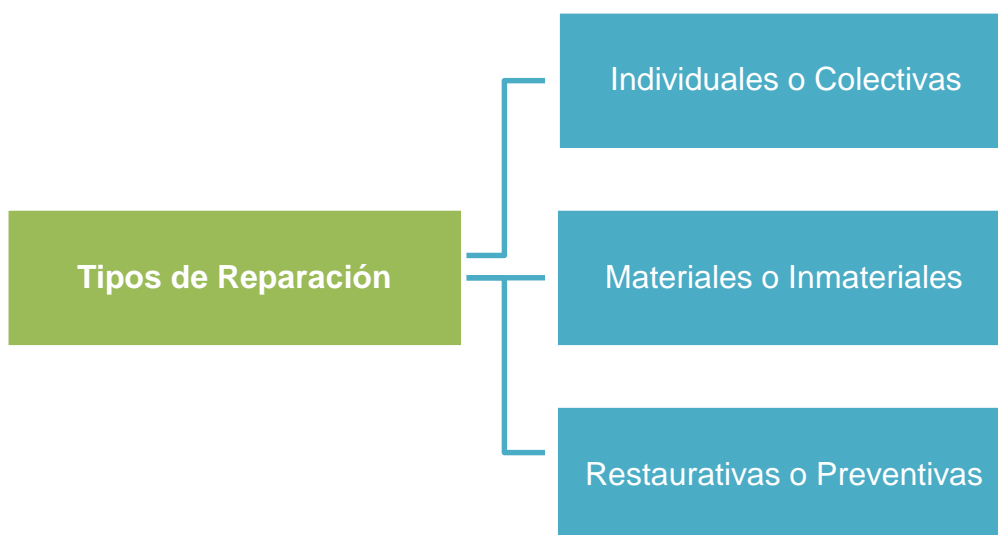 Individuales o Colectivas
Tipos de Reparación
Materiales o Inmateriales
Restaurativas o Preventivas